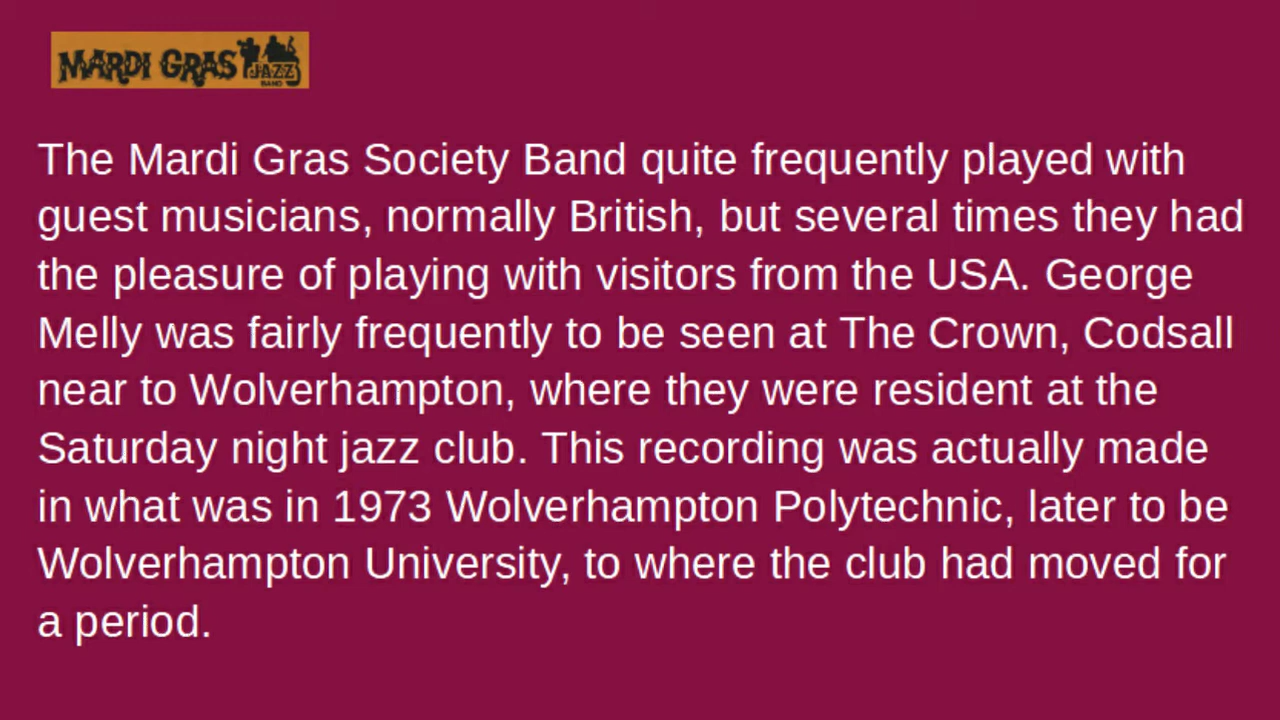 MARDI GRAS JAZZ
BAND
The Mardi Gras Society Band quite frequently played with
guest musicians, normally British, but several times they had
the pleasure of playing with visitors from the USA. George
Melly was fairly frequently to be seen at The Crown, Codsall
near to Wolverhampton, where they were resident at the
Saturday night jazz club. This recording was actually made
in what was in 1973 Wolverhampton Polytechnic, later to be
Wolverhampton University, to where the club had moved for
a period.